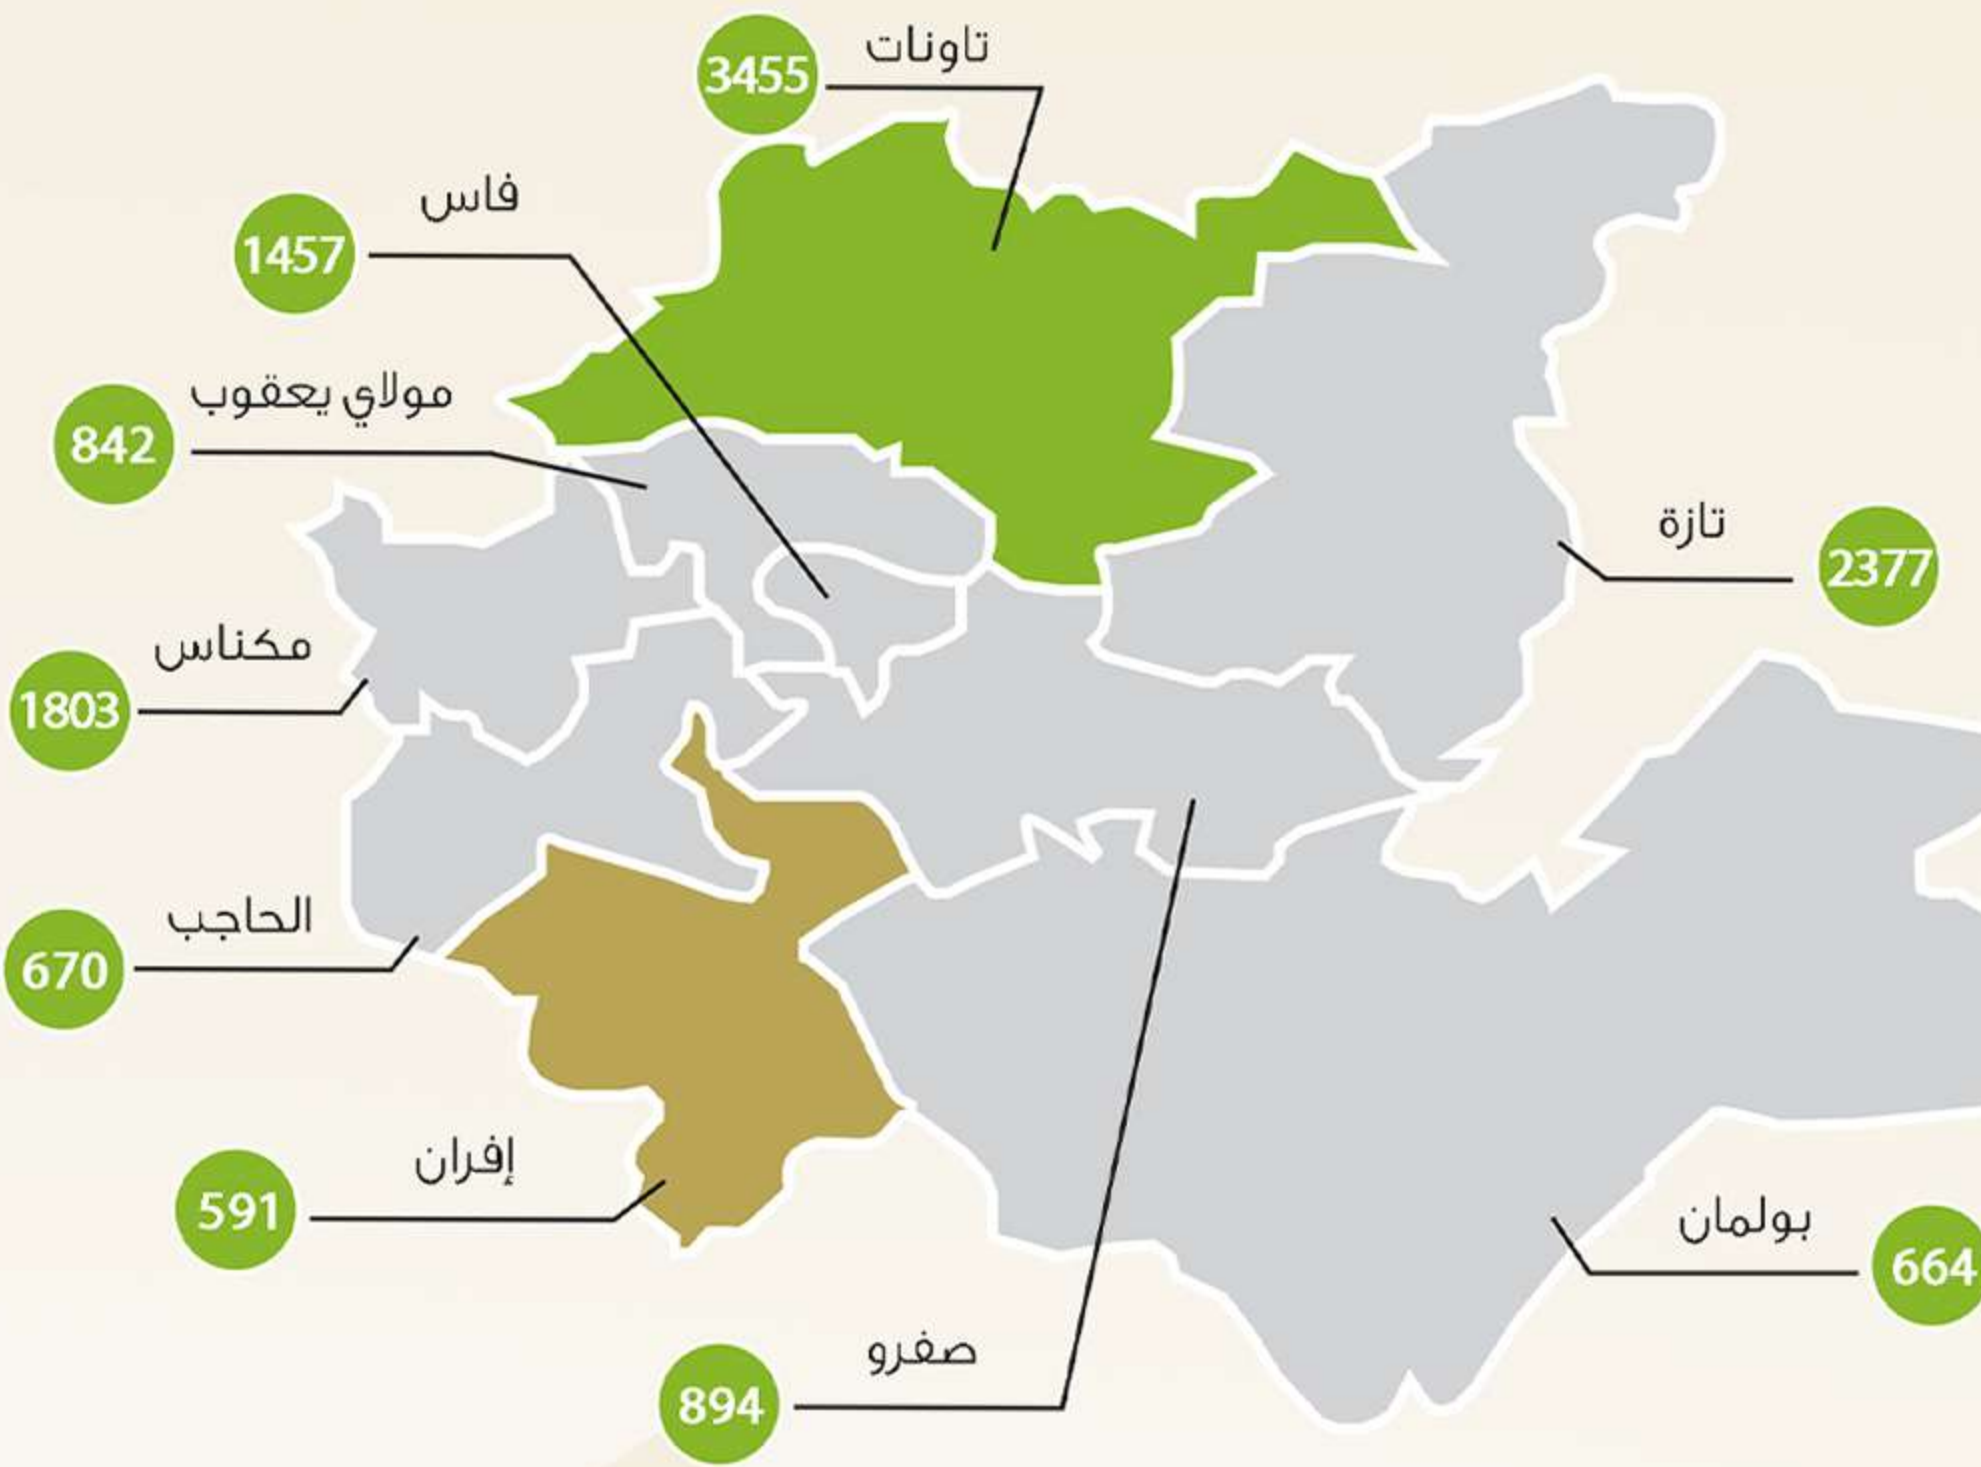 تاونات
3455
فاس
1457
مولاي يعقوب
842
تازة
2377
مكناس
1803
الحاجب
670
إفران
591
بولمان
664
صفرو
894